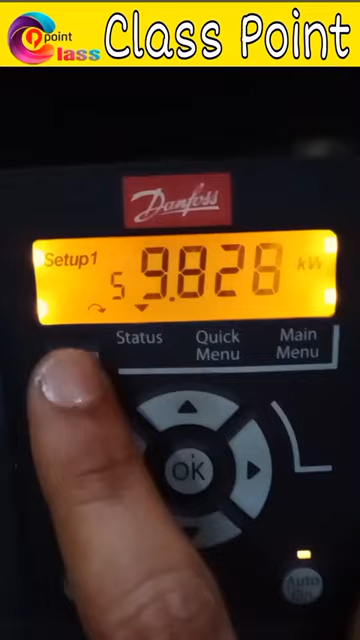 point
Class
Class Point
Danfoss
Setup1
5 9.828 kW
Status
Quick Menu
Main Menu
OK
Auto On